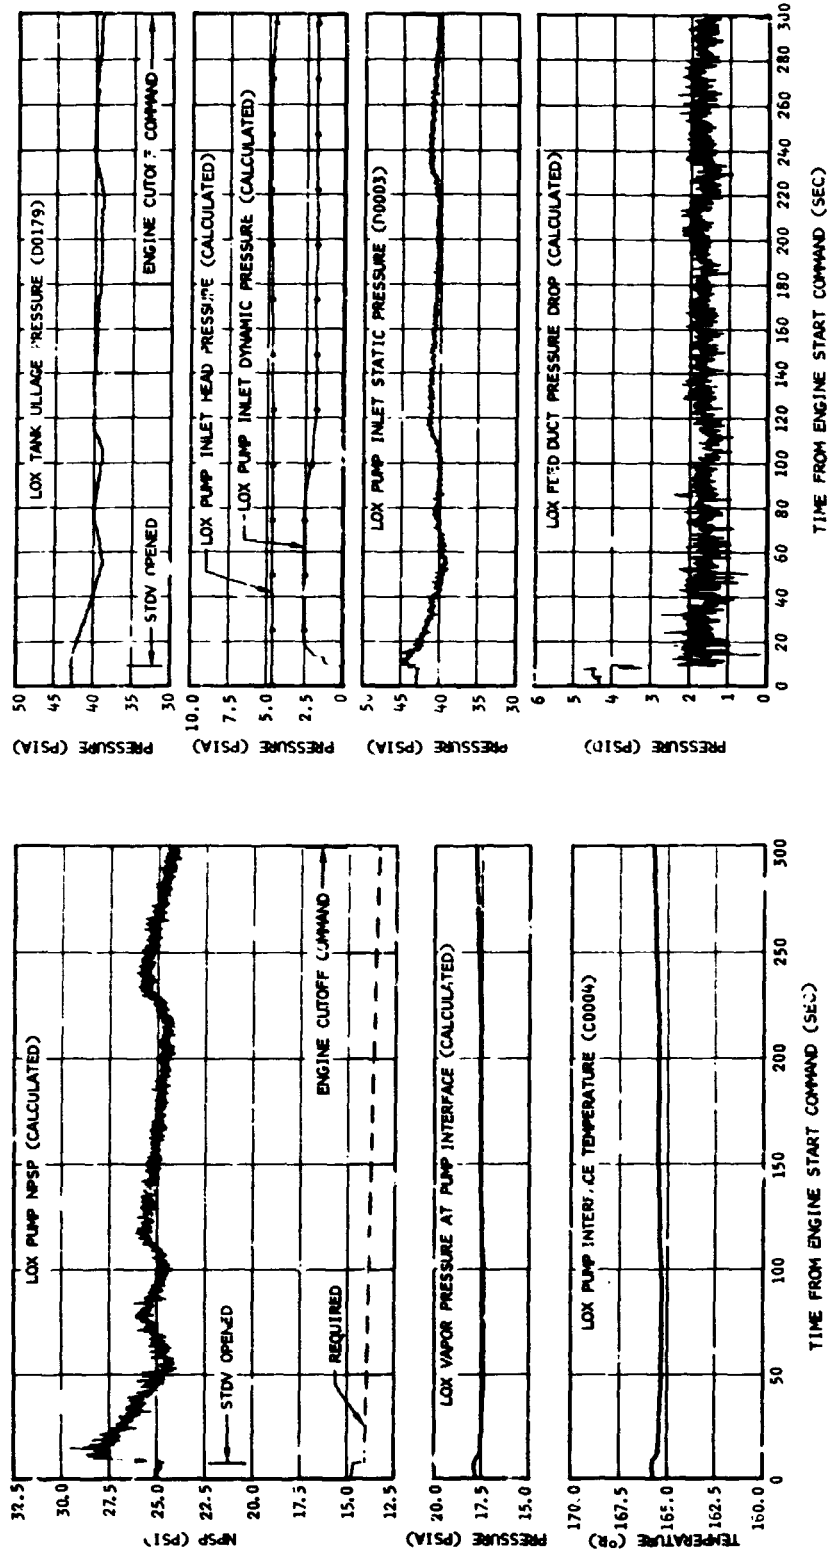 LOX PUMP NPSP (CALCULATED)
32.5
30.0
27.5
25.0
22.5
20.0
17.5
15.0
12.5
STDV OPENED
REQUIRED
ENGINE CUTOFF COMMAND
LOX VAPOR PRESSURE AT PUMP INTERFACE (CALCULATED)
PRESSURE (PSIA)
20.0
17.5
15.0
LOX PUMP INTERFACE TEMPERATURE (C0004)
TEMPERATURE (°R)
170.0
167.5
165.0
162.5
160.0
0
50
100
150
200
250
300
TIME FROM ENGINE START COMMAND (SEC)
LOX TANK ULLAGE PRESSURE (D0179)
PRESSURE (PSIA)
50
45
40
35
30
STDV OPENED
ENGINE CUTOFF COMMAND
LOX PUMP INLET HEAD PRESSURE (CALCULATED)
LOX PUMP INLET DYNAMIC PRESSURE (CALCULATED)
PRESSURE (PSIA)
10.0
7.5
5.0
2.5
0
LOX PUMP INLET STATIC PRESSURE (D0003)
PRESSURE (PSIA)
45
40
35
30
LOX FEED DUCT PRESSURE DROP (CALCULATED)
PRESSURE (PSID)
6
5
4
3
2
1
0
0
20
40
60
80
100
120
140
160
180
200
220
240
260
280
300
TIME FROM ENGINE START COMMAND (SEC)